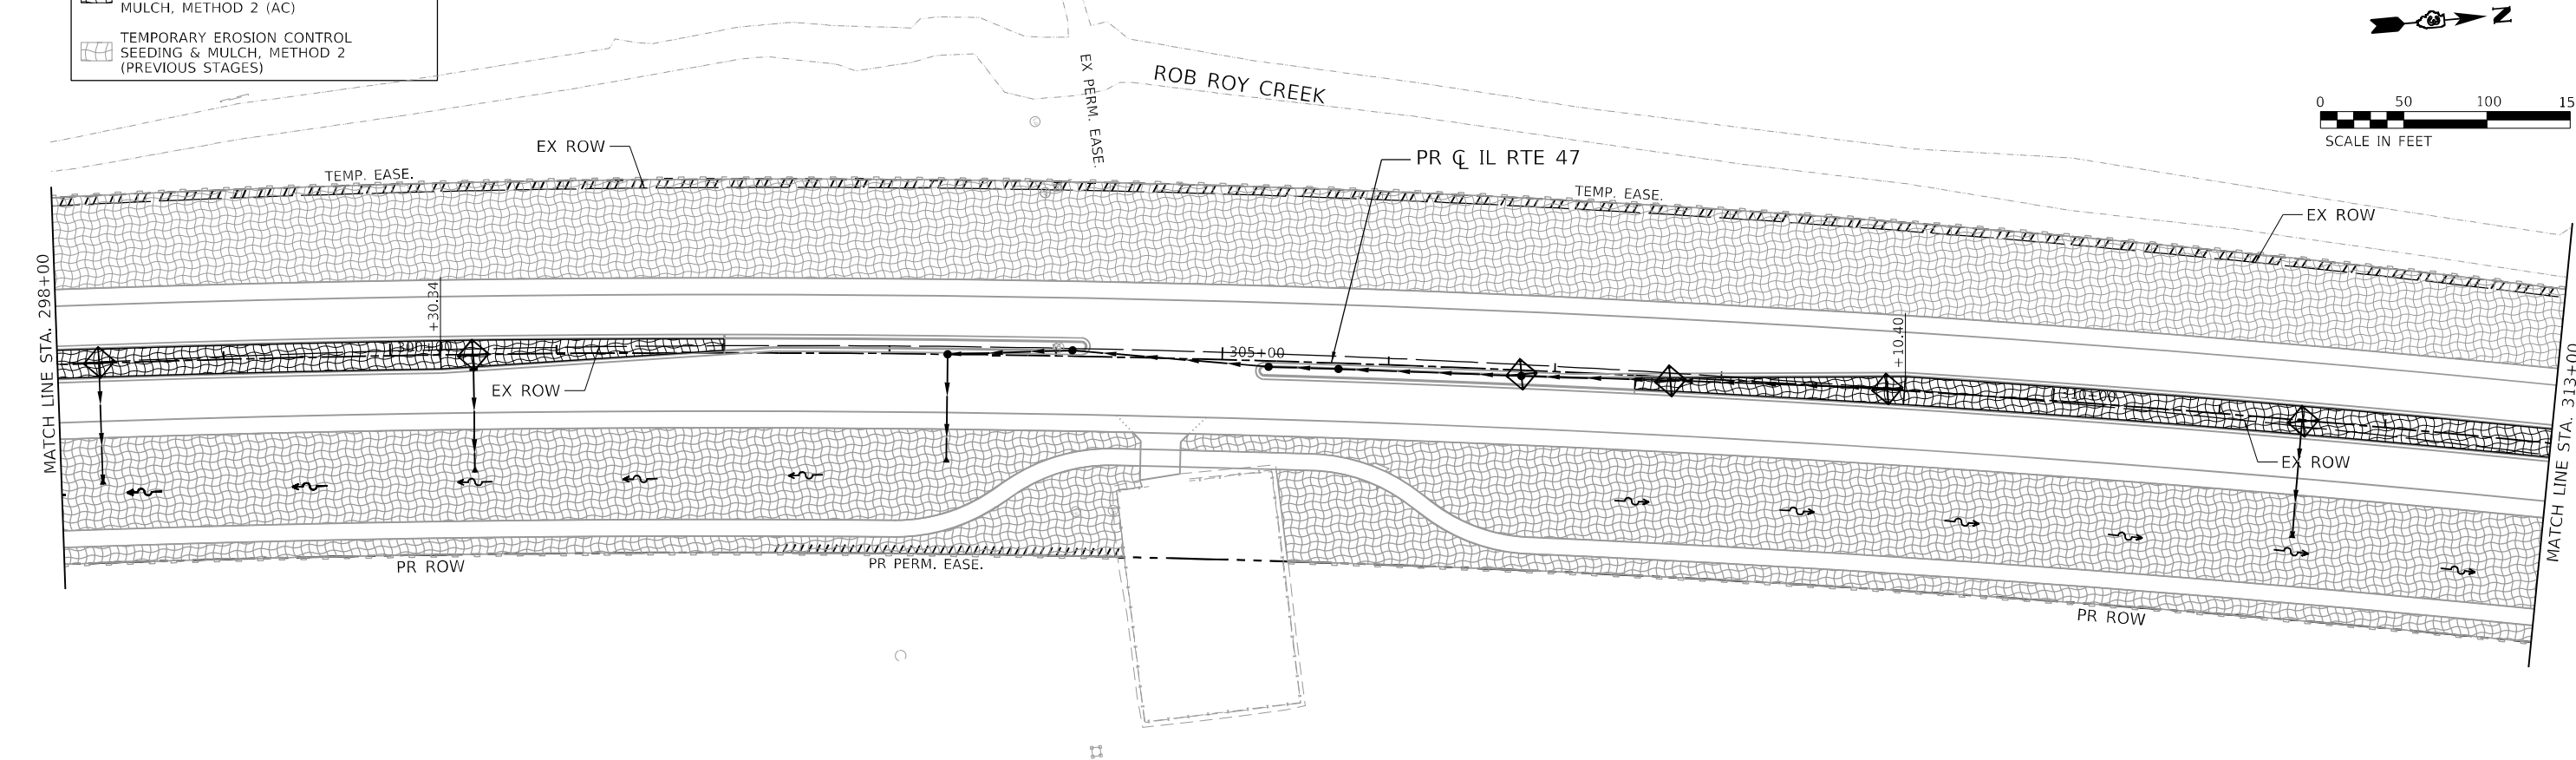 MULCH, METHOD 2 (AC)
TEMPORARY EROSION CONTROL
SEEDING & MULCH, METHOD 2
(PREVIOUS STAGES)
N
0 50 100 15
SCALE IN FEET
ROB ROY CREEK
EX PERM. EASE.
EX ROW
TEMP. EASE.
PR ℄ IL RTE 47
TEMP. EASE.
EX ROW
MATCH LINE STA. 298+00
+30.34
300+00
305+00
+10.40
310+00
MATCH LINE STA. 313+00
EX ROW
EX ROW
PR ROW
PR PERM. EASE.
PR ROW